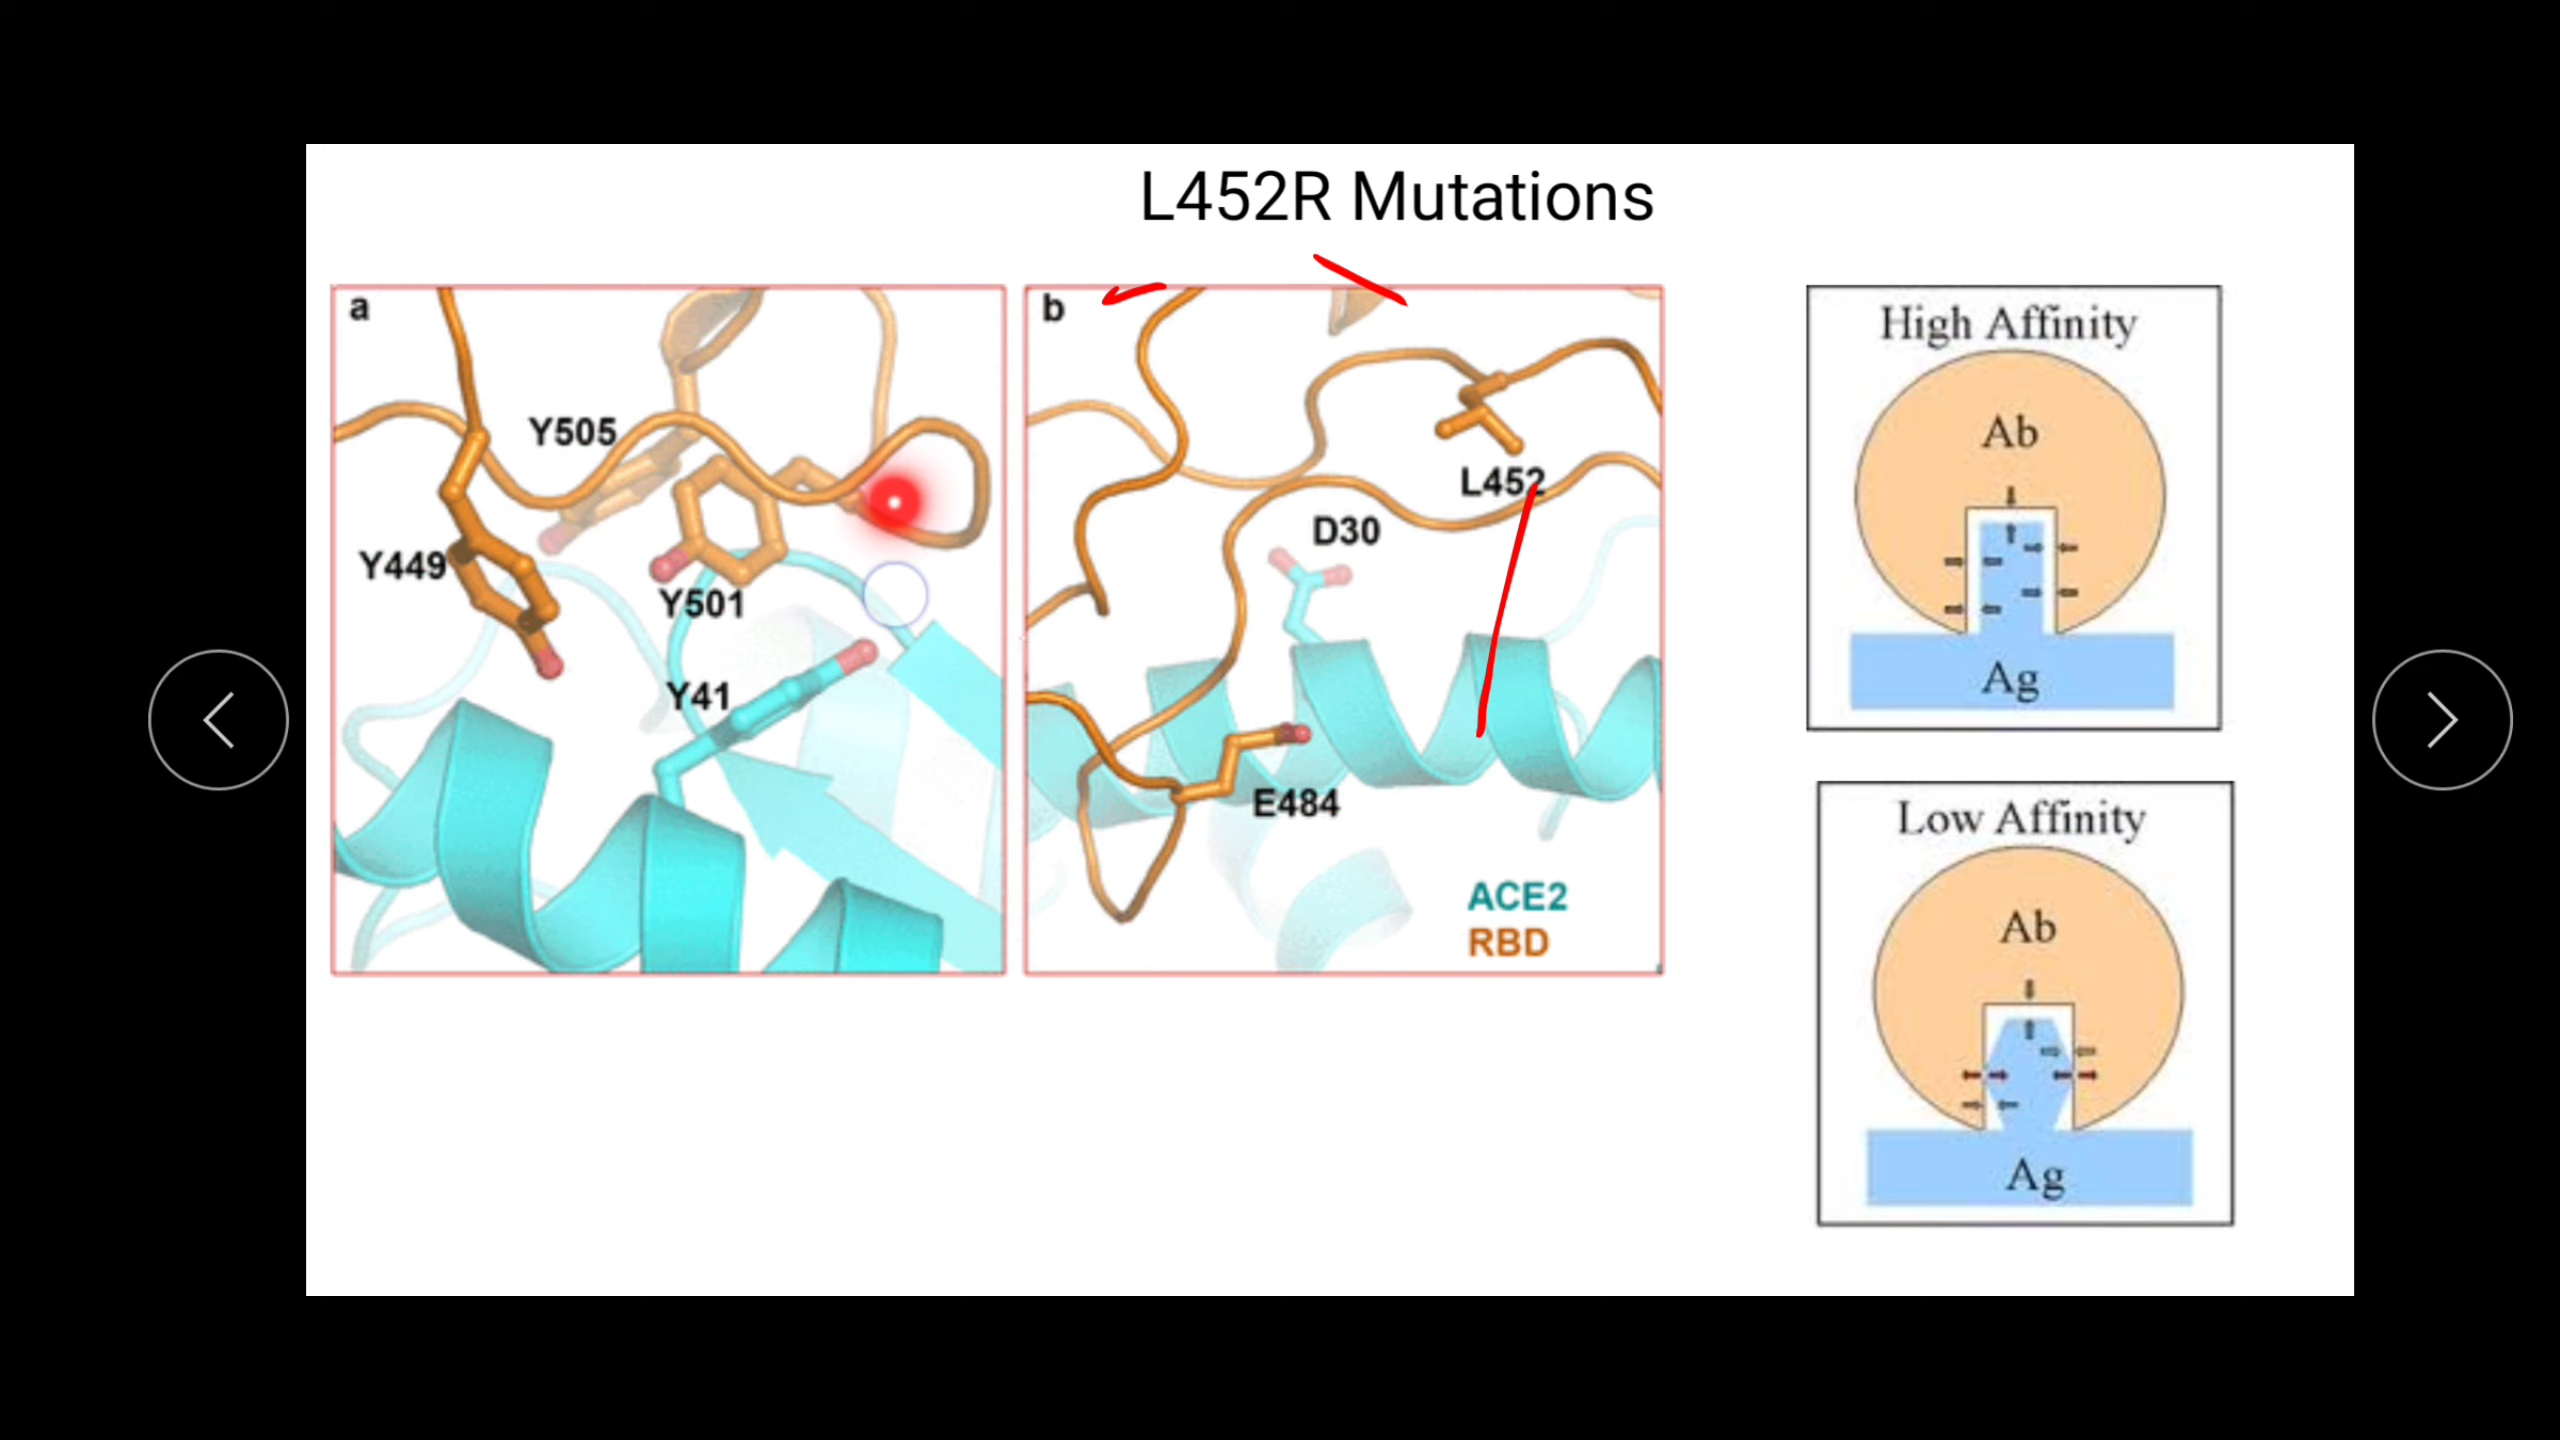 L452R Mutations
a
Y505
Y449
Y501
Y41
b
L452
D30
E484
ACE2
RBD
High Affinity
Ab
Ag
Low Affinity
Ab
Ag